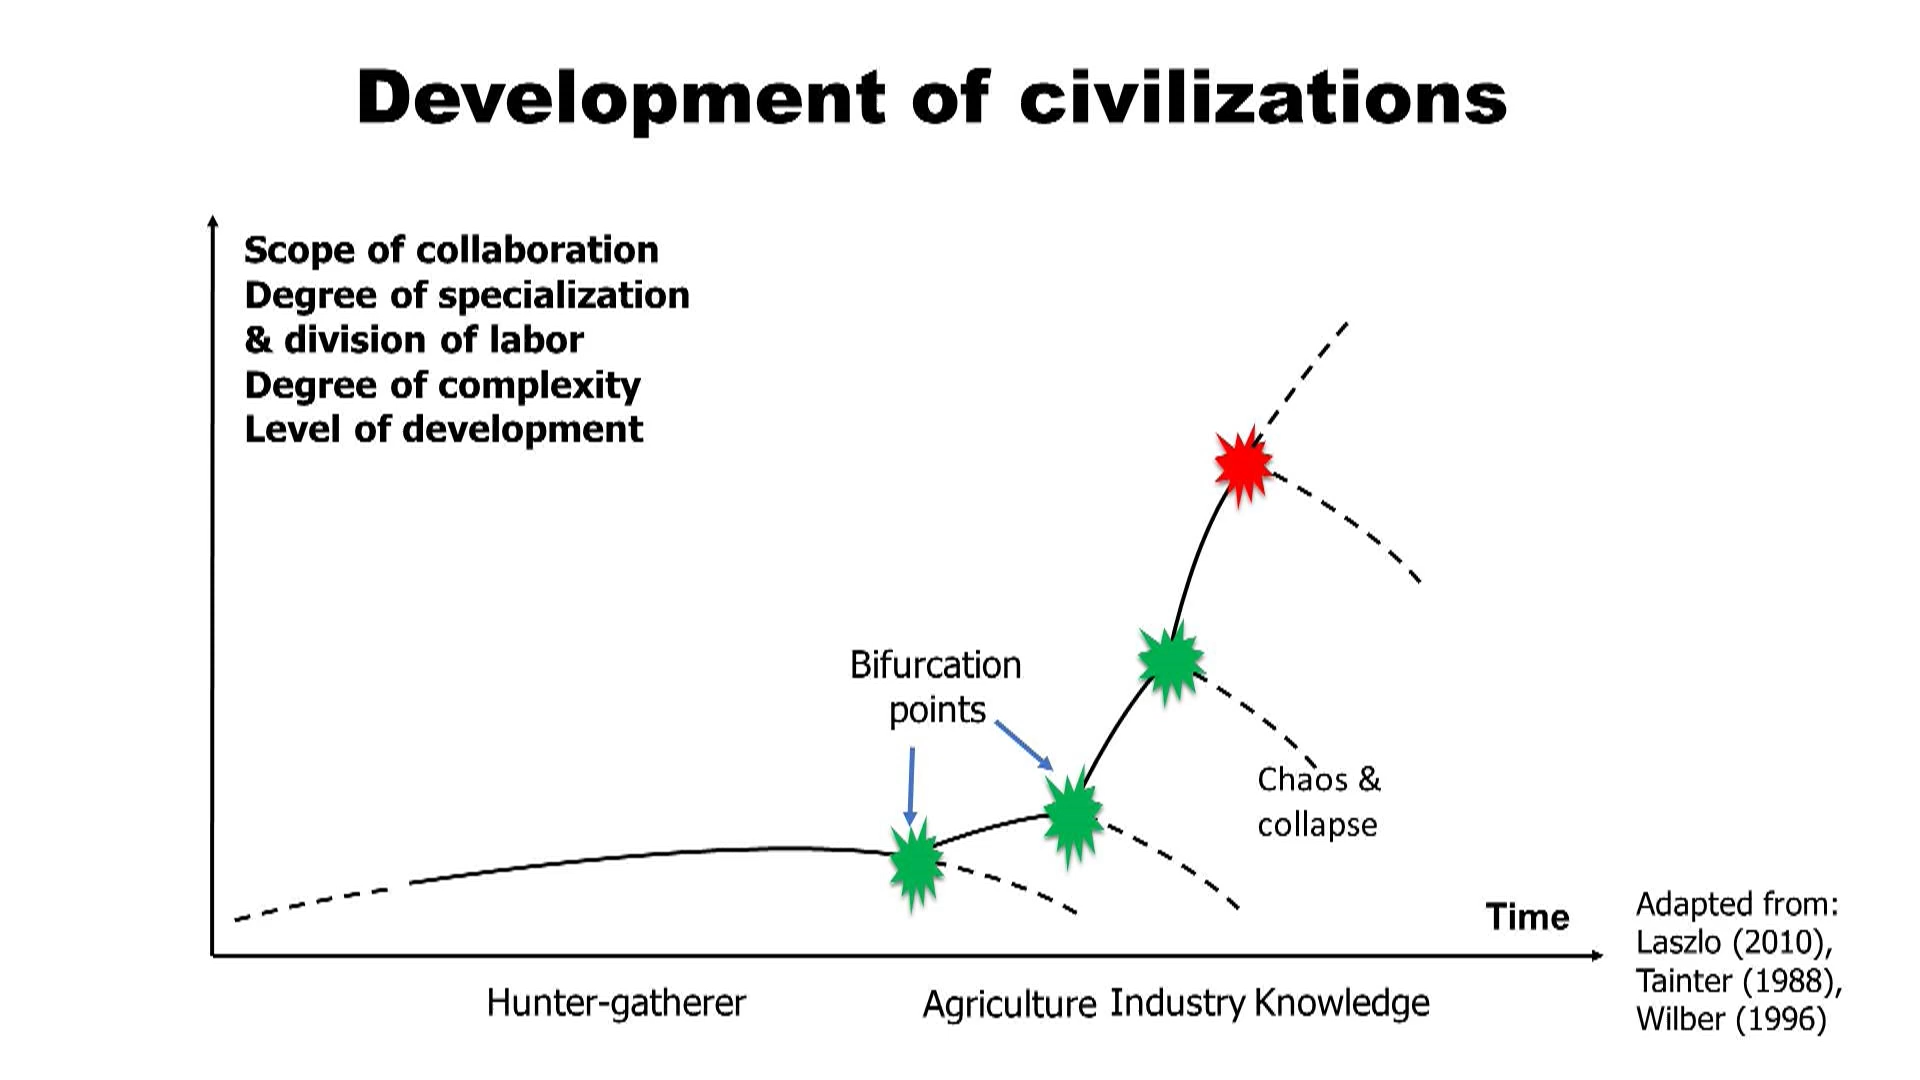 Development of civilizations
Scope of collaboration
Degree of specialization
& division of labor
Degree of complexity
Level of development
Bifurcation
points
Chaos &
collapse
Time
Adapted from:
Laszlo (2010),
Tainter (1988),
Wilber (1996)
Hunter-gatherer
Agriculture
Industry
Knowledge